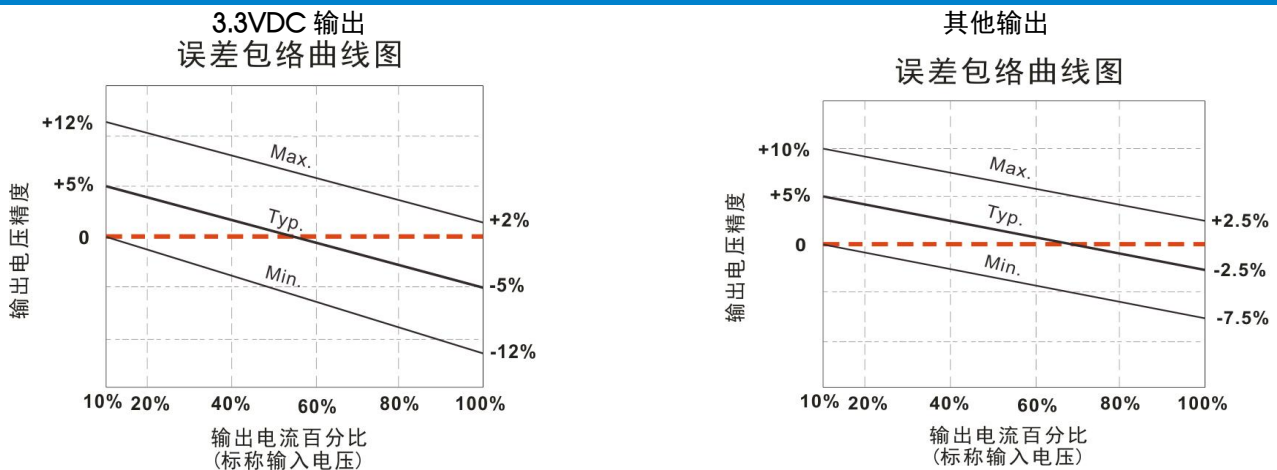 3.3VDC 输出
误差包络曲线图
+12%
+5%
0
Max.
Typ.
Min.
+2%
-5%
-12%
输出电压精度
10% 20% 40% 60% 80% 100%
输出电流百分比
(标称输入电压)
其他输出
误差包络曲线图
+10%
+5%
0
Max.
Typ.
Min.
+2.5%
-2.5%
-7.5%
输出电压精度
10% 20% 40% 60% 80% 100%
输出电流百分比
(标称输入电压)